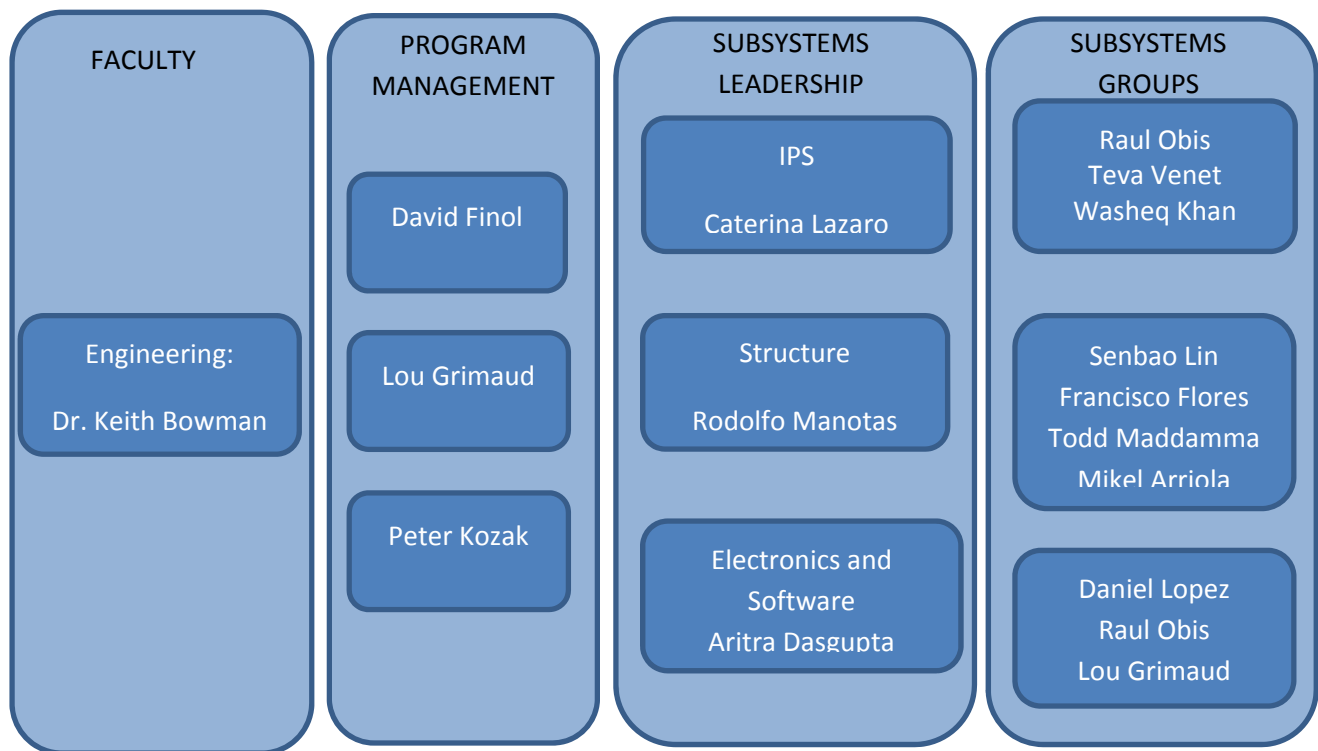 FACULTY
Engineering:
Dr. Keith Bowman
PROGRAM
MANAGEMENT
David Finol
Lou Grimaud
Peter Kozak
SUBSYSTEMS
LEADERSHIP
IPS
Caterina Lazaro
Structure
Rodolfo Manotas
Electronics and
Software
Aritra Dasgupta
SUBSYSTEMS
GROUPS
Raul Obis
Teva Venet
Washeq Khan
Senbao Lin
Francisco Flores
Todd Maddamma
Mikel Arriola
Daniel Lopez
Raul Obis
Lou Grimaud